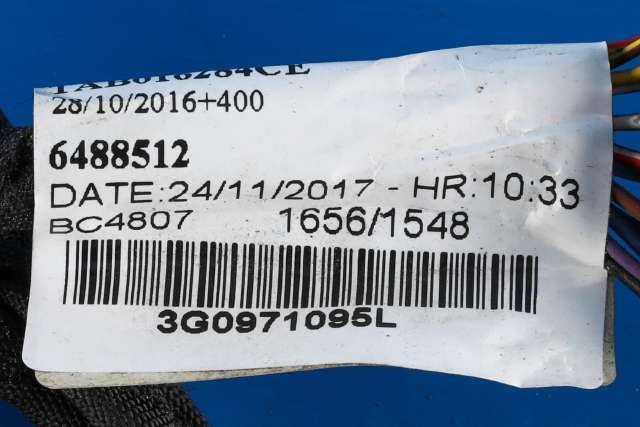 28/10/2016+400
6488512
DATE:24/11/2017 - HR:10:33
BC4807 1656/1548
3G0971095L